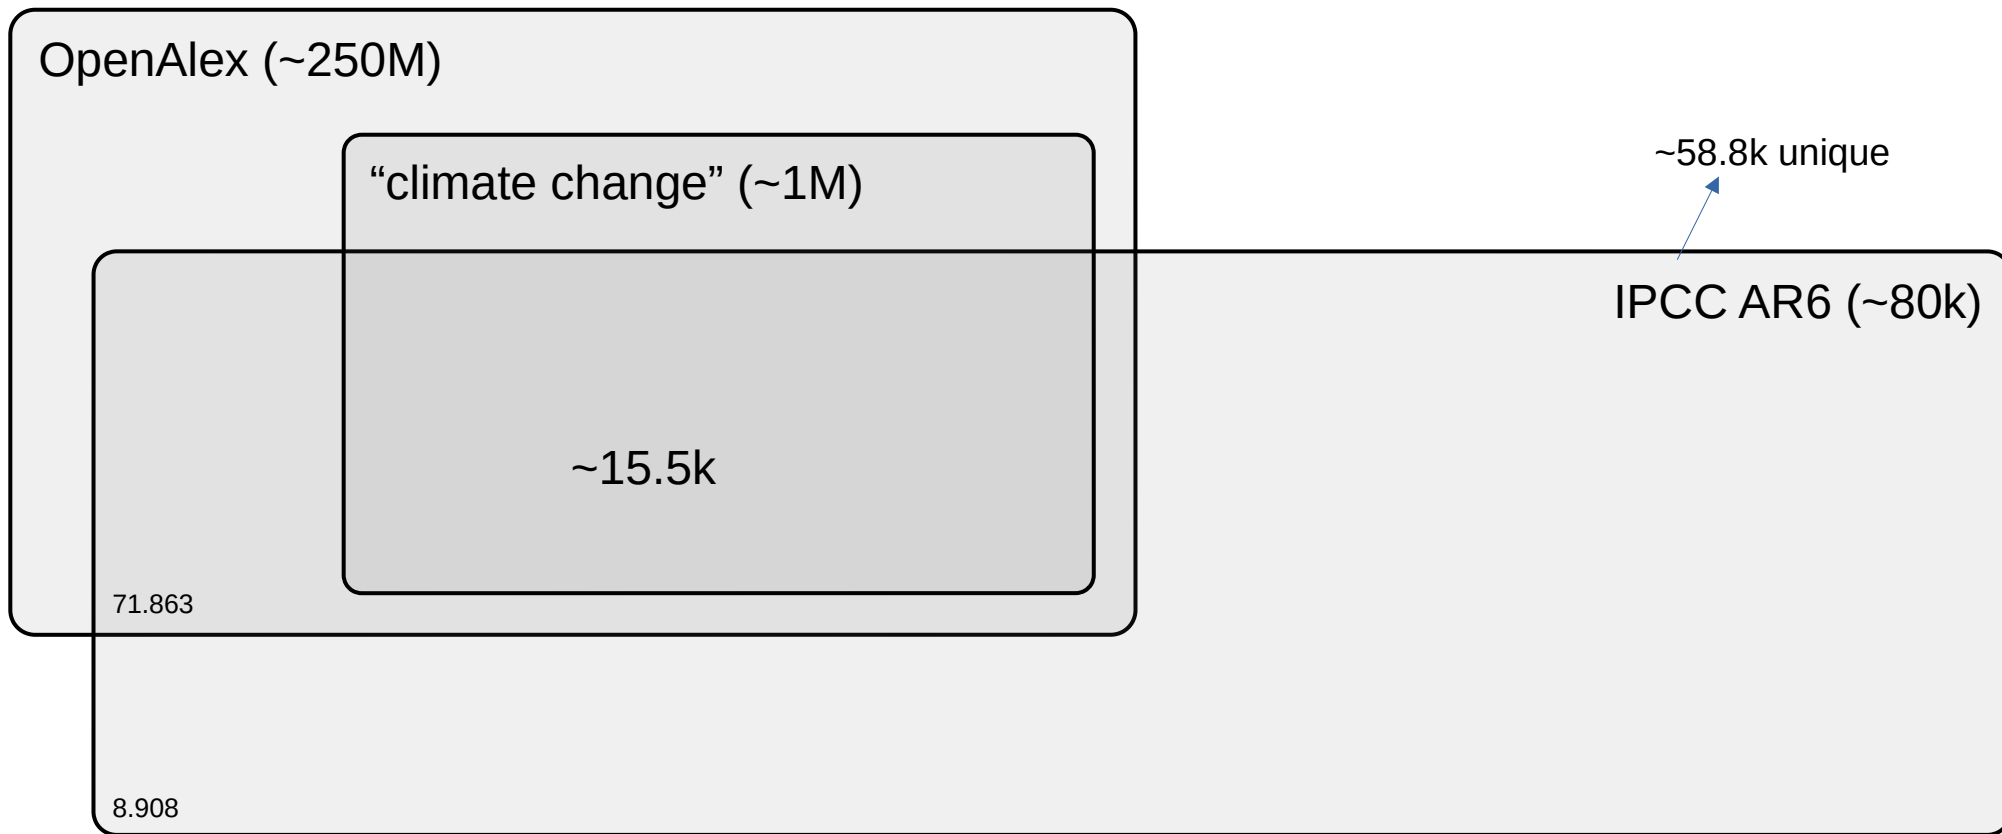 OpenAlex (~250M)
“climate change” (~1M)
~58.8k unique
IPCC AR6 (~80k)
~15.5k
71.863
8.908